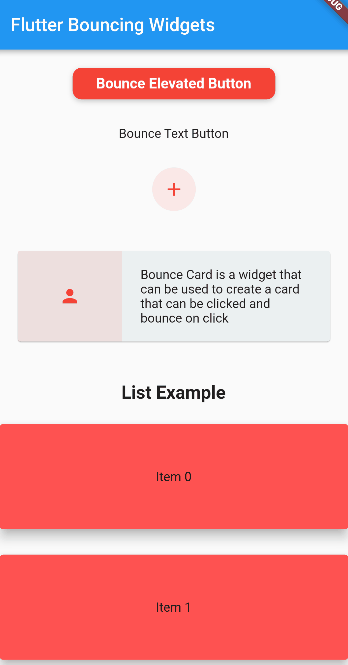 Flutter Bouncing Widgets
Bounce Elevated Button
Bounce Text Button
Bounce Card is a widget that
can be used to create a card
that can be clicked and
bounce on click
List Example
Item 0
Item 1